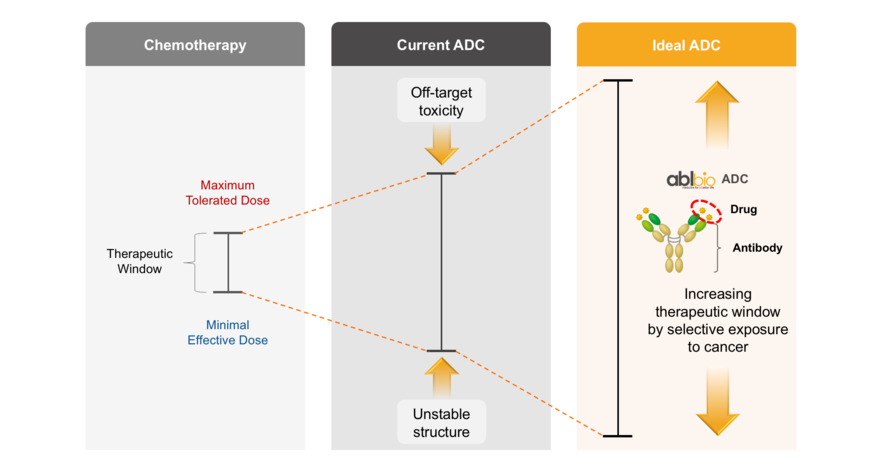 Chemotherapy
Maximum
Tolerated Dose
Therapeutic
Window
Minimal
Effective Dose
Current ADC
Off-target
toxicity
Unstable
structure
Ideal ADC
ablbio ADC
Drug
Antibody
Increasing
therapeutic window
by selective exposure
to cancer